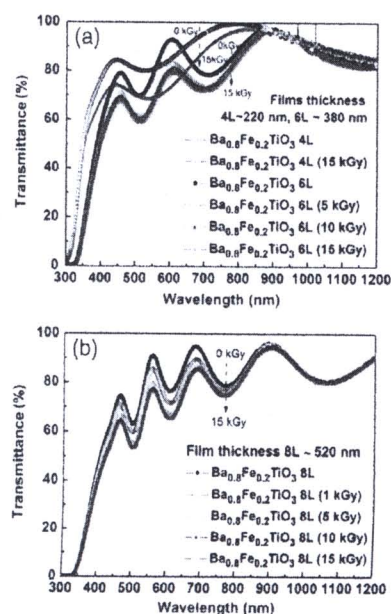 (a)
0 kGy
0 kGy
15 kGy
15 kGy
Films thickness
4L~220 nm, 6L ~ 380 nm
Ba0.8Fe0.2TiO3 4L
Ba0.8Fe0.2TiO3 4L (15 kGy)
Ba0.8Fe0.2TiO3 6L
Ba0.8Fe0.2TiO3 6L (5 kGy)
Ba0.8Fe0.2TiO3 6L (10 kGy)
Ba0.8Fe0.2TiO3 6L (15 kGy)
Transmittance (%)
100
80
60
40
20
0
300 400 500 600 700 800 900 1000 1100 1200
Wavelength (nm)
(b)
0 kGy
15 kGy
Film thickness 8L ~ 520 nm
Ba0.8Fe0.2TiO3 8L
Ba0.8Fe0.2TiO3 8L (1 kGy)
Ba0.8Fe0.2TiO3 8L (5 kGy)
Ba0.8Fe0.2TiO3 8L (10 kGy)
Ba0.8Fe0.2TiO3 8L (15 kGy)
Transmittance (%)
100
80
60
40
20
0
300 400 500 600 700 800 900 1000 1100 1200
Wavelength (nm)